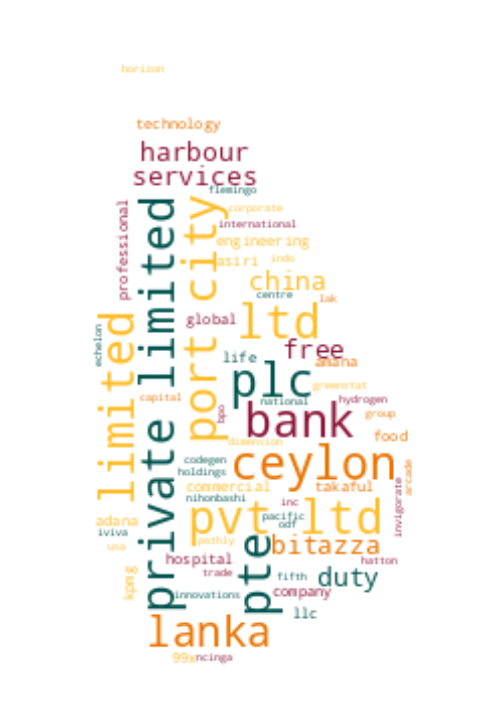 horizon
technology
harbour
services
flemingo
professional
private limited
port city
corporate
international
engineering
asiri
indo
china
centre
lak
limited
global
ltd
echelon
life
free
amana
plc
greenstat
capital
national
hydrogen
bpo
bank
group
dimension
food
codegen
ceylon
holdings
arcade
commercial
takaful
invigorate
nihonbashi
inc
pvt ltd
adana
pacific
odf
iviva
usa
pathly
pte
bitazza
hospital
hatton
trade
kpmg
fifth
duty
innovations
company
llc
lanka
99x
ncinga